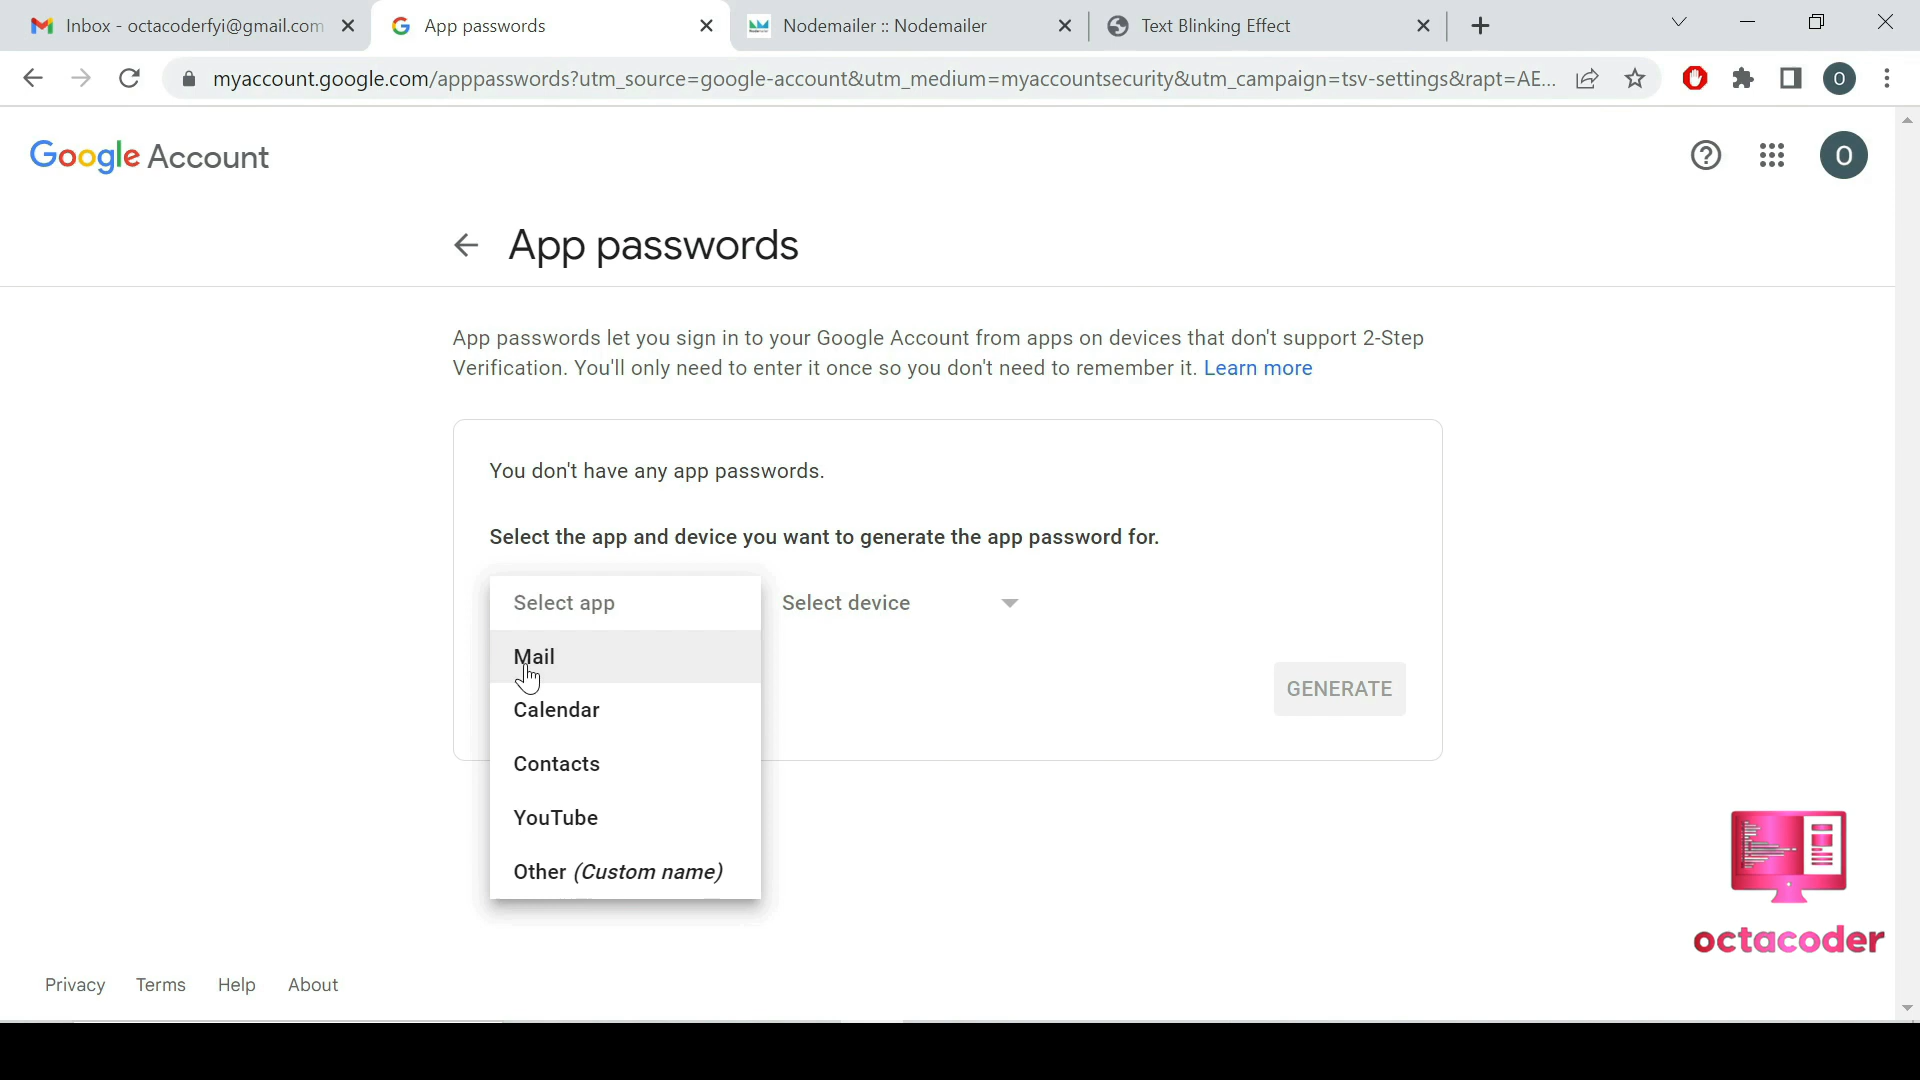 Inbox - octacoderfyi@gmail.com
App passwords
Nodemailer :: Nodemailer
Text Blinking Effect
myaccount.google.com/apppasswords?utm_source=google-account&utm_medium=myaccountsecurity&utm_campaign=tsv-settings&rapt=AE...
O
Google Account
O
App passwords
App passwords let you sign in to your Google Account from apps on devices that don't support 2-Step
Verification. You'll only need to enter it once so you don't need to remember it. Learn more
You don't have any app passwords.
Select the app and device you want to generate the app password for.
Select app
Select device
Mail
GENERATE
Calendar
Contacts
YouTube
Other (Custom name)
octacoder
Privacy Terms Help About